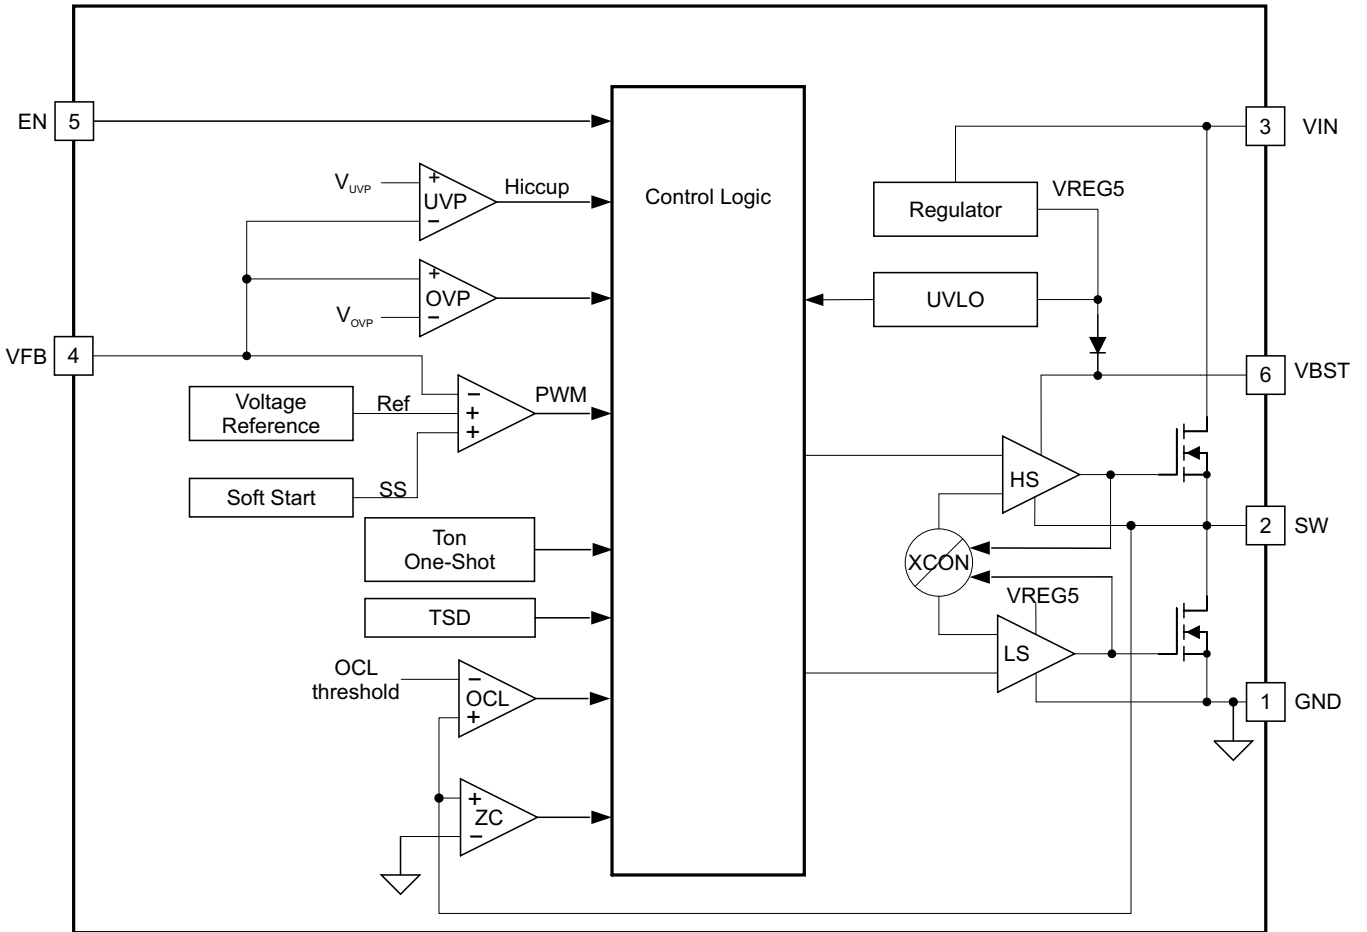 EN
5
V_UVP
+
UVP
−
Hiccup
+
OVP
−
V_OVP
VFB
4
Voltage
Reference
Ref
−
+
+
PWM
Soft Start
SS
Ton
One-Shot
TSD
OCL
threshold
−
OCL
+
+
ZC
−
Control Logic
3
VIN
Regulator
VREG5
UVLO
6
VBST
HS
2
SW
XCON
VREG5
LS
1
GND